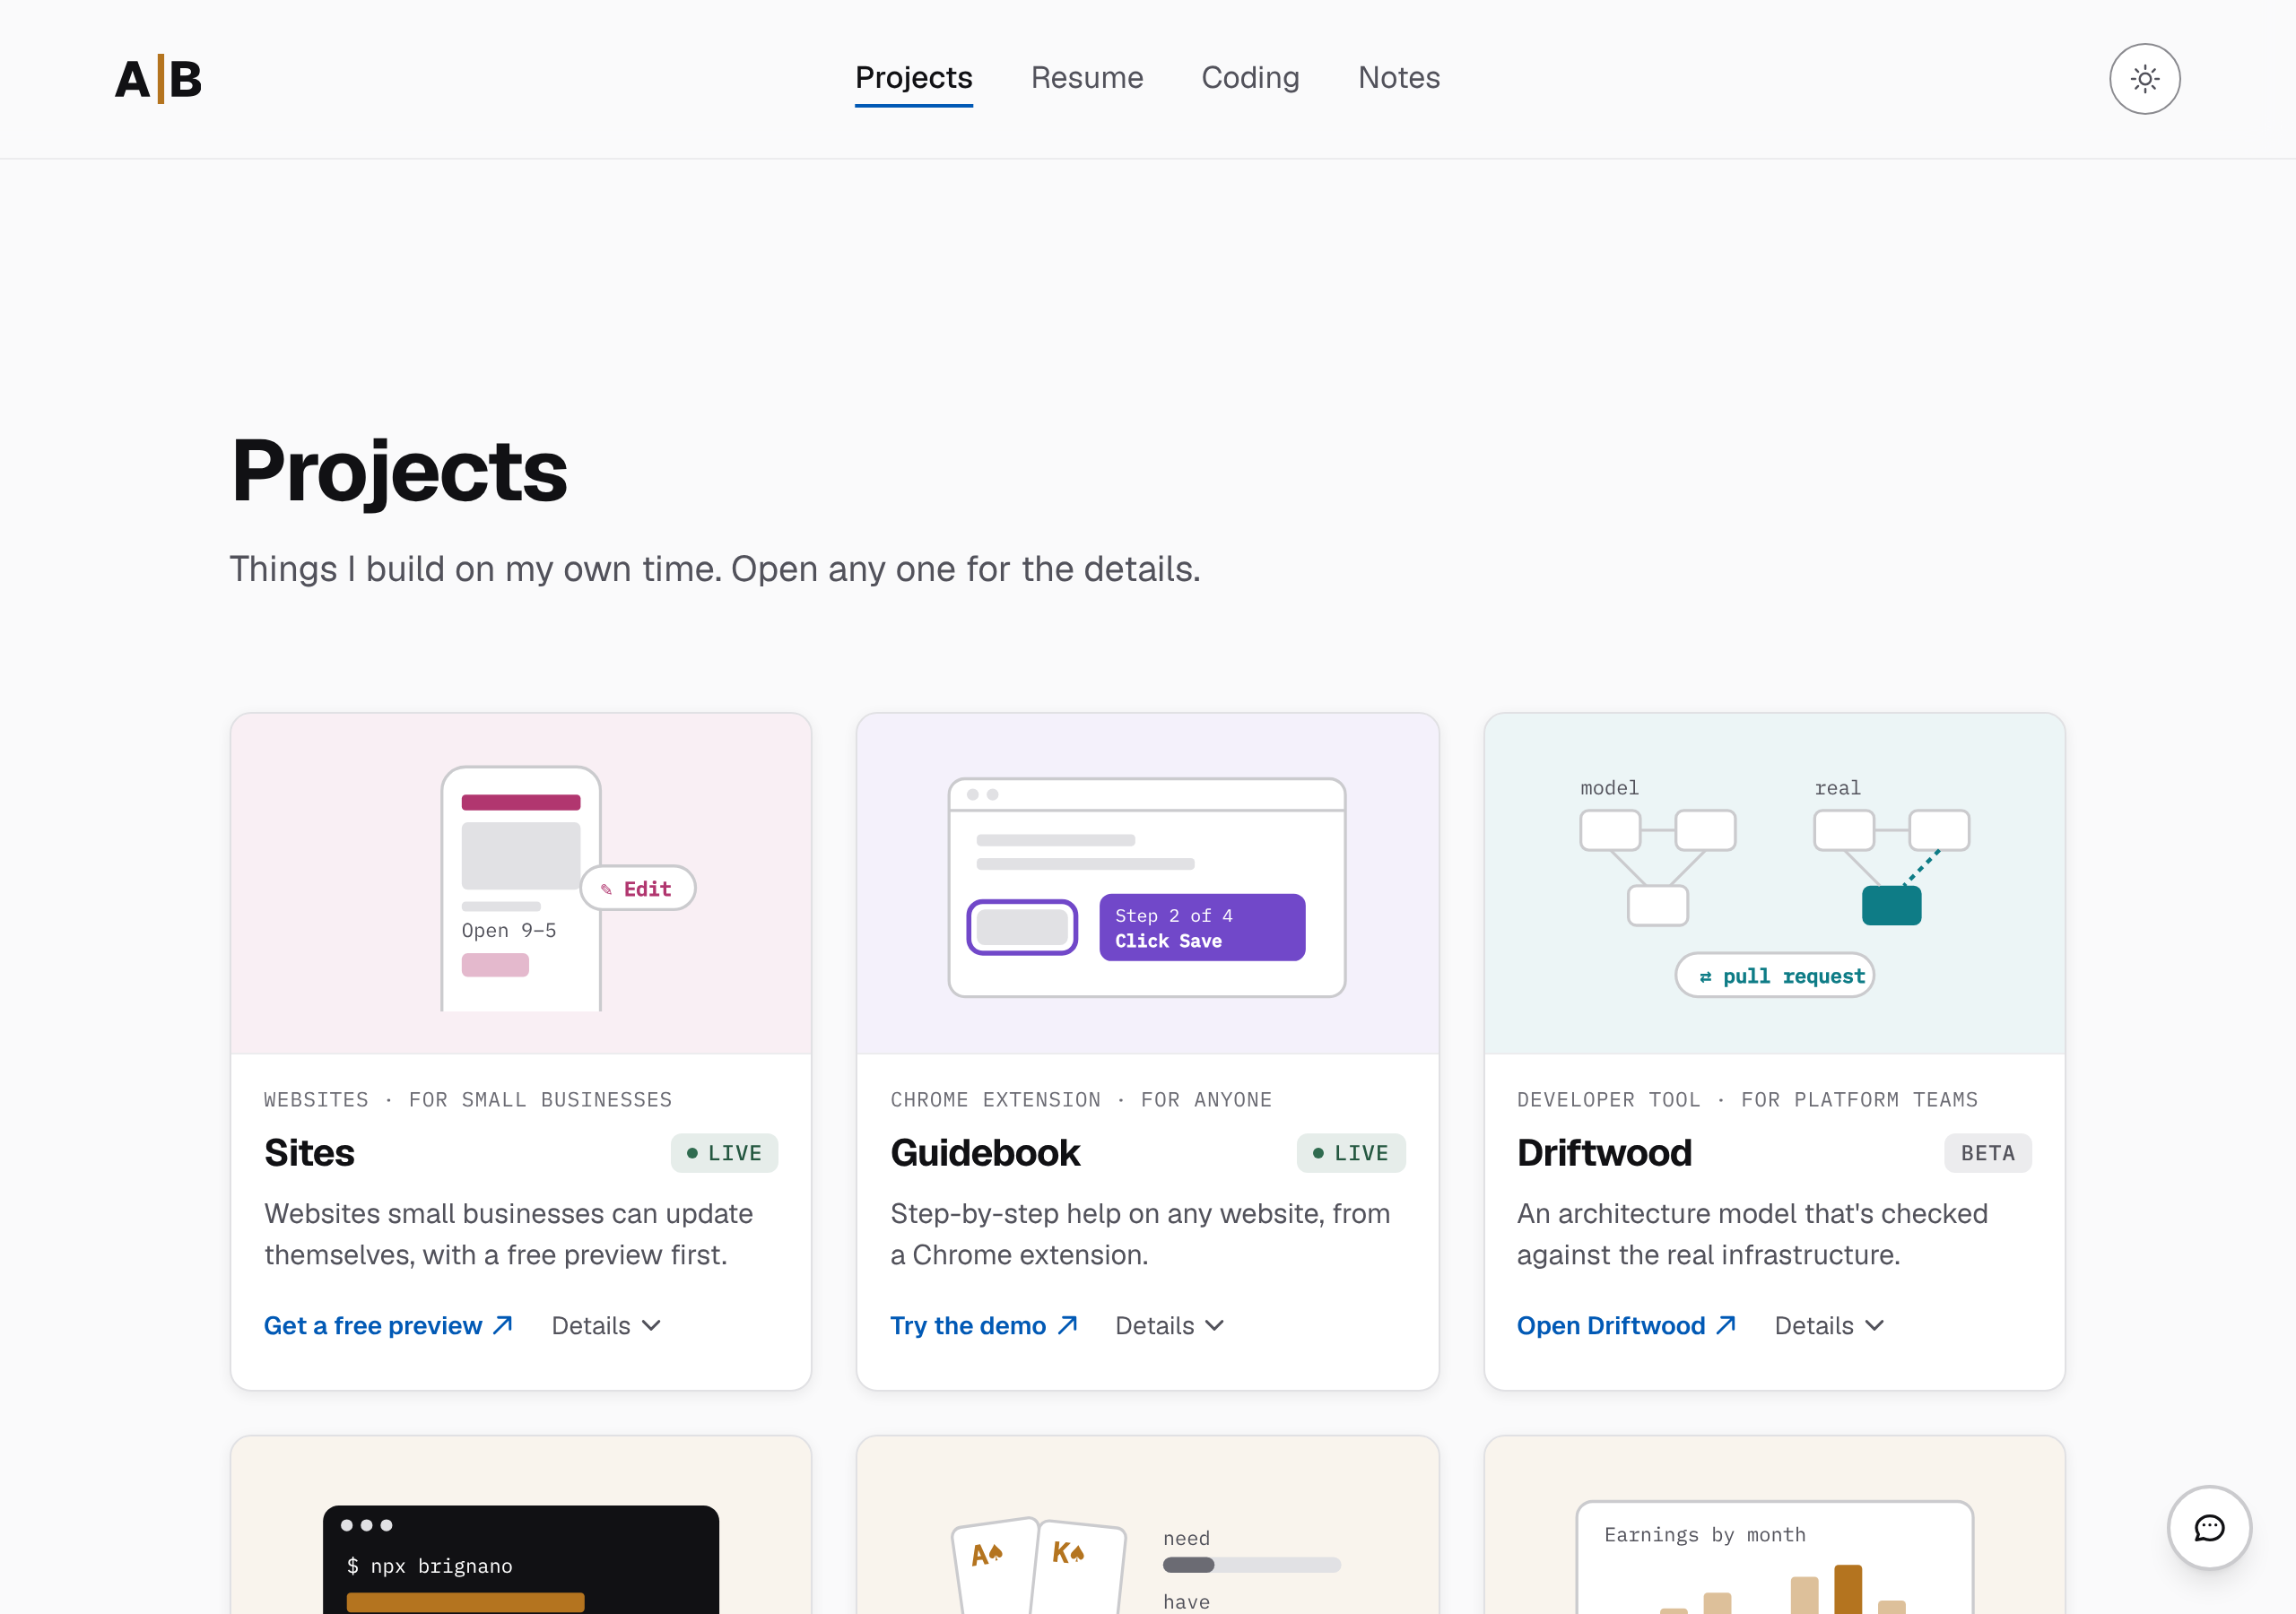 A|B
Projects Resume Coding Notes
Projects
Things I build on my own time. Open any one for the details.
Open 9–5
✎ Edit
WEBSITES · FOR SMALL BUSINESSES
Sites
LIVE
Websites small businesses can update
themselves, with a free preview first.
Get a free preview Details
Step 2 of 4
Click Save
CHROME EXTENSION · FOR ANYONE
Guidebook
LIVE
Step-by-step help on any website, from
a Chrome extension.
Try the demo Details
model real
⇄ pull request
DEVELOPER TOOL · FOR PLATFORM TEAMS
Driftwood
BETA
An architecture model that's checked
against the real infrastructure.
Open Driftwood Details
$ npx brignano
A♠ K♠
need
have
Earnings by month